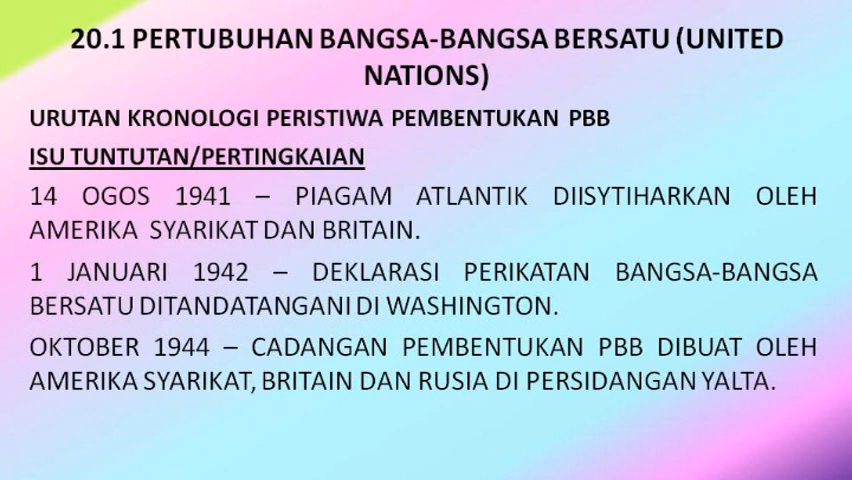 20.1 PERTUBUHAN BANGSA-BANGSA BERSATU (UNITED
NATIONS)
URUTAN KRONOLOGI PERISTIWA PEMBENTUKAN PBB
ISU TUNTUTAN/PERTINGKAIAN
14 OGOS 1941 – PIAGAM ATLANTIK DIISYTIHARKAN OLEH
AMERIKA SYARIKAT DAN BRITAIN.
1 JANUARI 1942 – DEKLARASI PERIKATAN BANGSA-BANGSA
BERSATU DITANDATANGANI DI WASHINGTON.
OKTOBER 1944 – CADANGAN PEMBENTUKAN PBB DIBUAT OLEH
AMERIKA SYARIKAT, BRITAIN DAN RUSIA DI PERSIDANGAN YALTA.